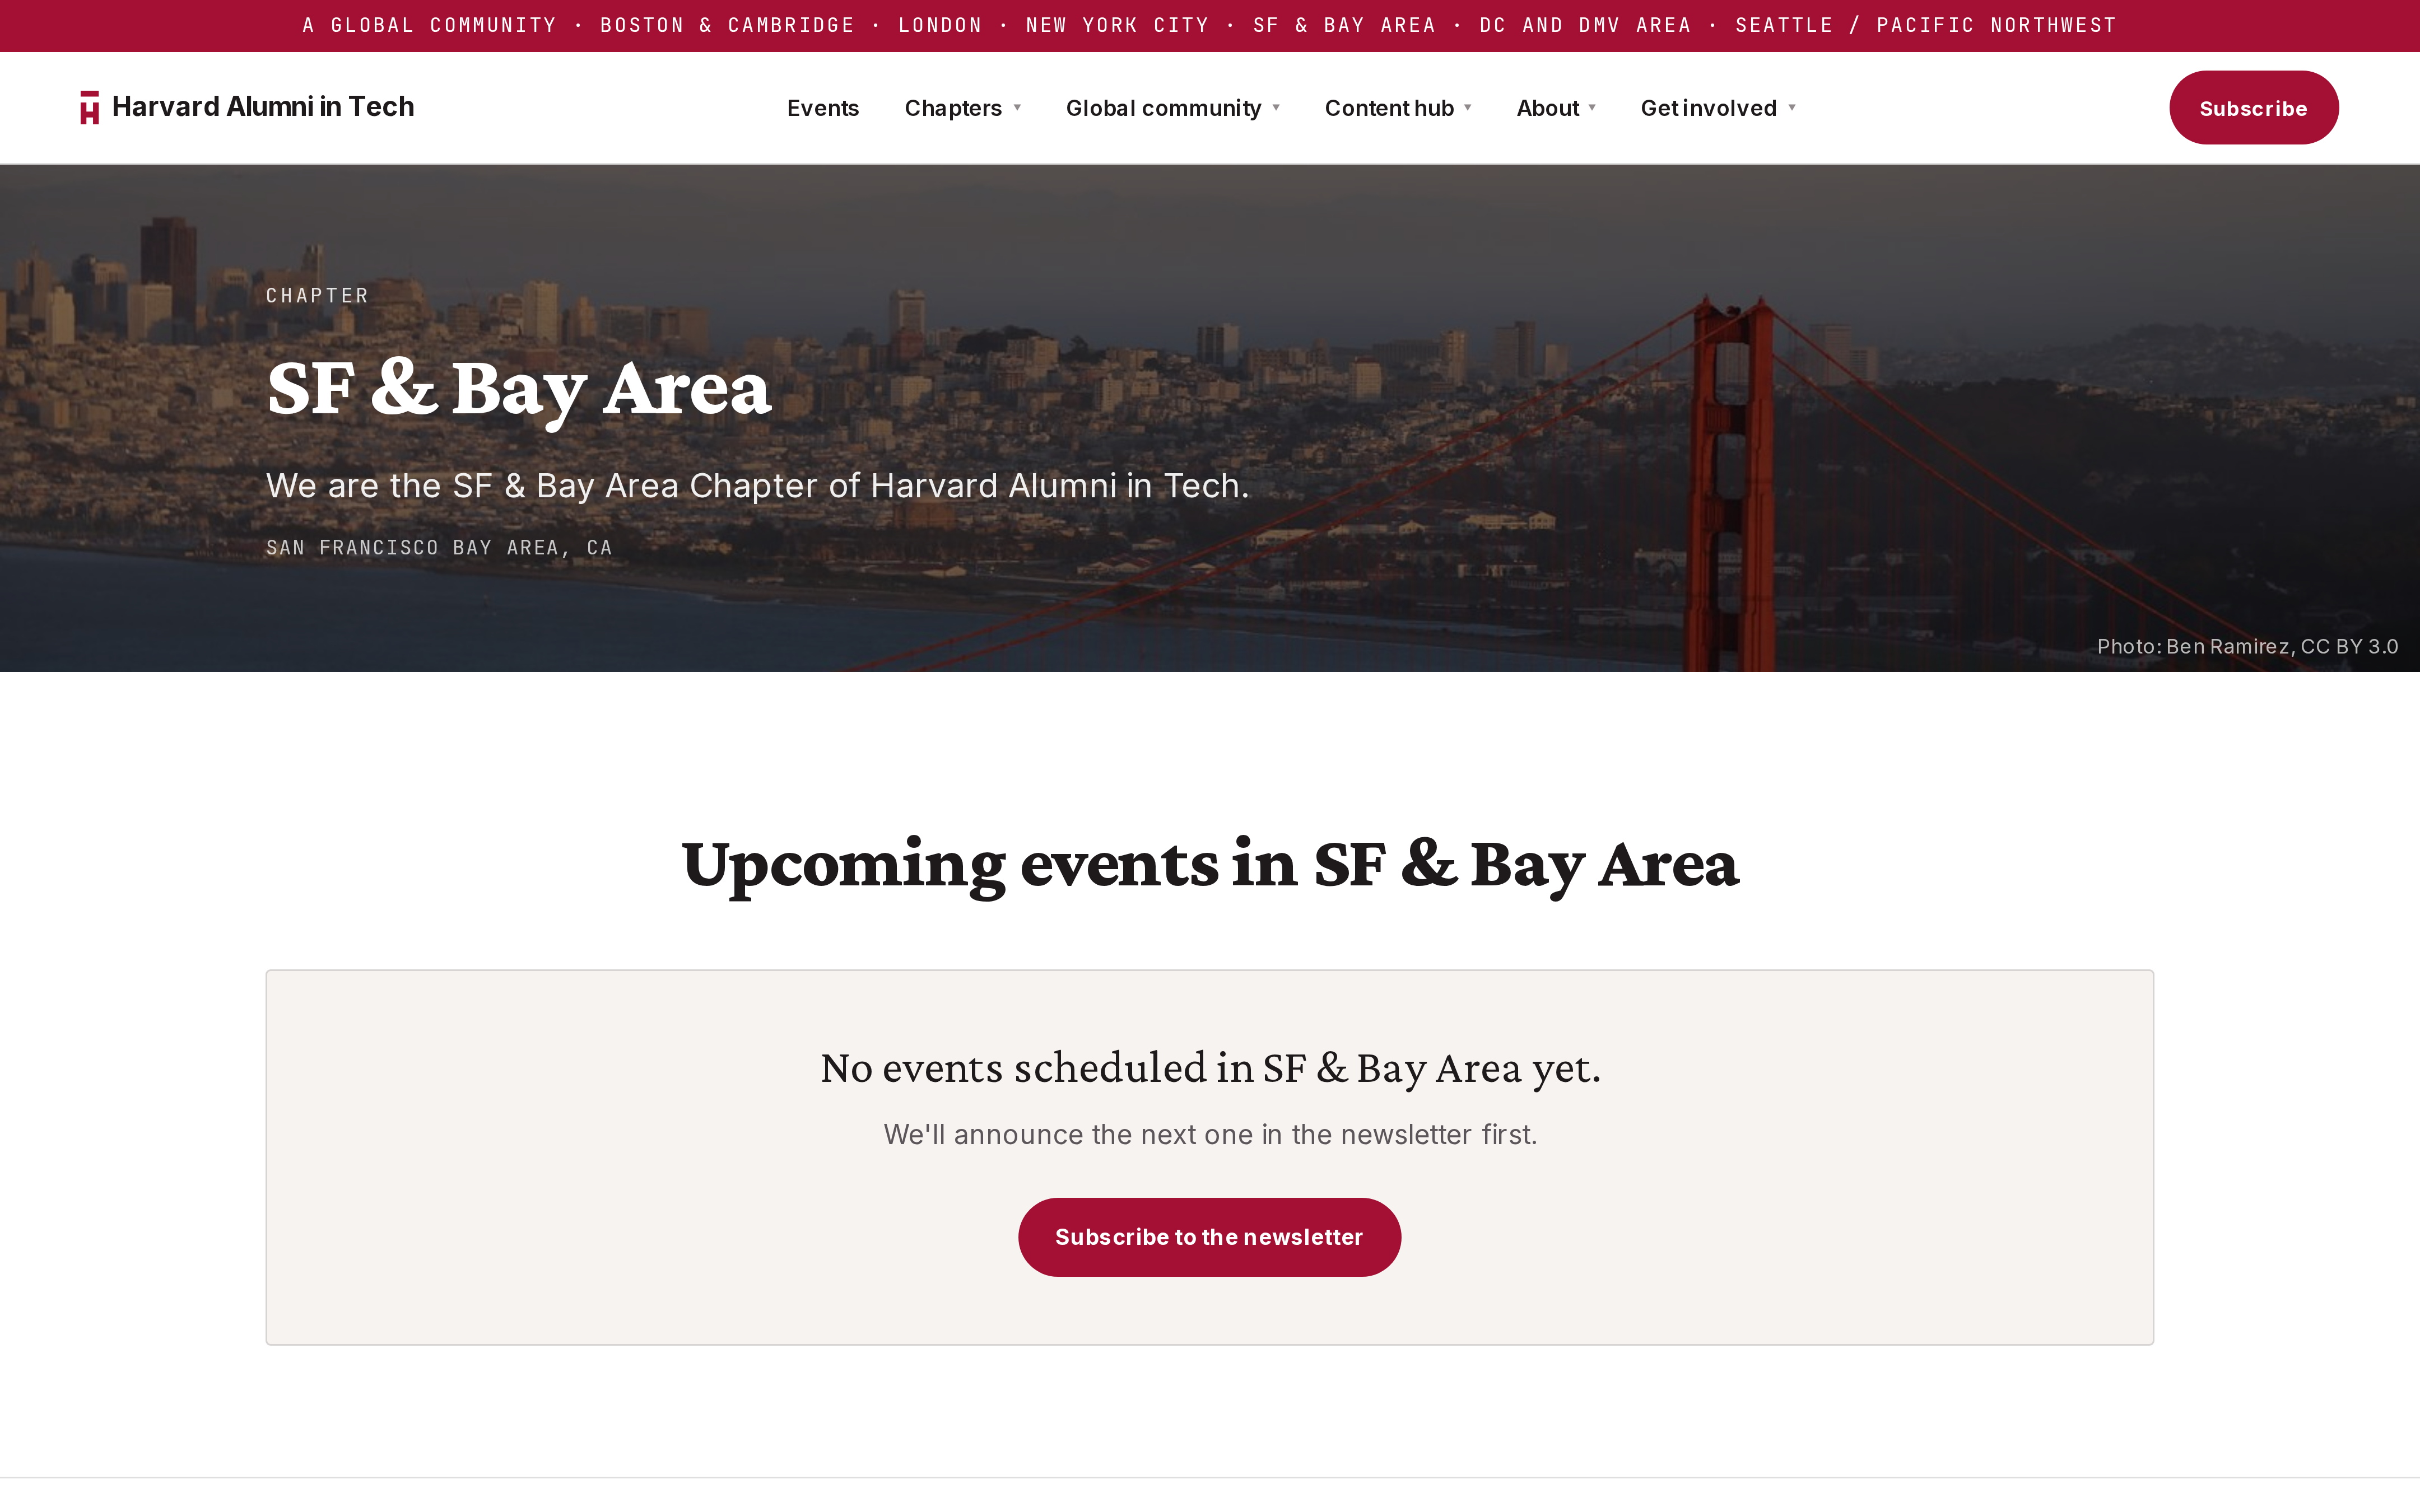 A GLOBAL COMMUNITY · BOSTON & CAMBRIDGE · LONDON · NEW YORK CITY · SF & BAY AREA · DC AND DMV AREA · SEATTLE / PACIFIC NORTHWEST
Harvard Alumni in Tech
Events Chapters Global community Content hub About Get involved
Subscribe
CHAPTER
SF & Bay Area
We are the SF & Bay Area Chapter of Harvard Alumni in Tech.
SAN FRANCISCO BAY AREA, CA
Photo: Ben Ramirez, CC BY 3.0
Upcoming events in SF & Bay Area
No events scheduled in SF & Bay Area yet.
We'll announce the next one in the newsletter first.
Subscribe to the newsletter